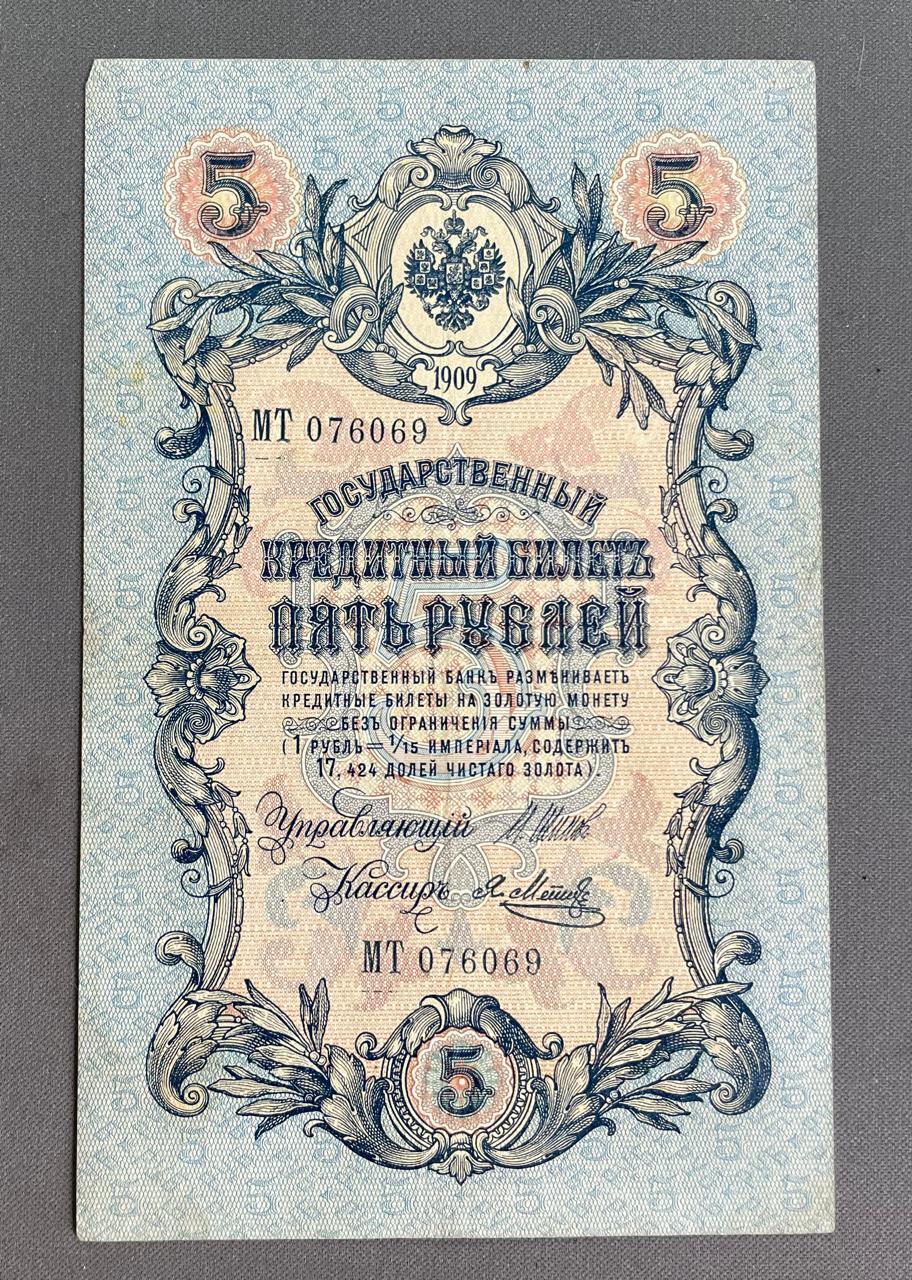 5 5
1909
МТ 076069
ГОСУДАРСТВЕННЫЙ
КРЕДИТНЫЙ БИЛЕТЪ
ПЯТЬ РУБЛЕЙ
ГОСУДАРСТВЕННЫЙ БАНКЪ РАЗМѢНИВАЕТЪ
КРЕДИТНЫЕ БИЛЕТЫ НА ЗОЛОТУЮ МОНЕТУ
БЕЗЪ ОГРАНИЧЕНІЯ СУММЫ
(1 РУБЛЬ = 1/15 ИМПЕРІАЛА, СОДЕРЖИТЪ
17, 424 ДОЛЕЙ ЧИСТАГО ЗОЛОТА).
Управляющій
Кассиръ
МТ 076069
5